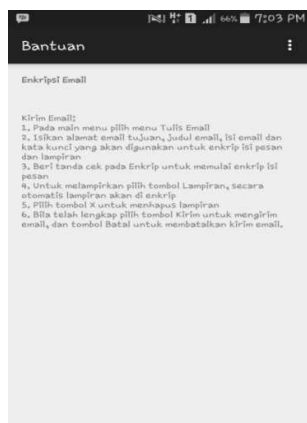 66% 7:03 PM
Bantuan
Enkripsi Email
Kirim Email:
1, Pada main menu pilih menu Tulis Email
2, Isikan alamat email tujuan, judul email, isi email dan
kata kunci yang akan digunakan untuk enkrip isi pesan
dan lampiran
3, Beri tanda cek pada Enkrip untuk memulai enkrip isi
pesan
4, Untuk melampirkan pilih tombol Lampiran, secara
otomatis lampiran akan di enkrip
5, Pilih tombol X untuk menhapus lampiran
6, Bila telah lengkap pilih tombol Kirim untuk mengirim
email, dan tombol Batal untuk membatalkan kirim email,